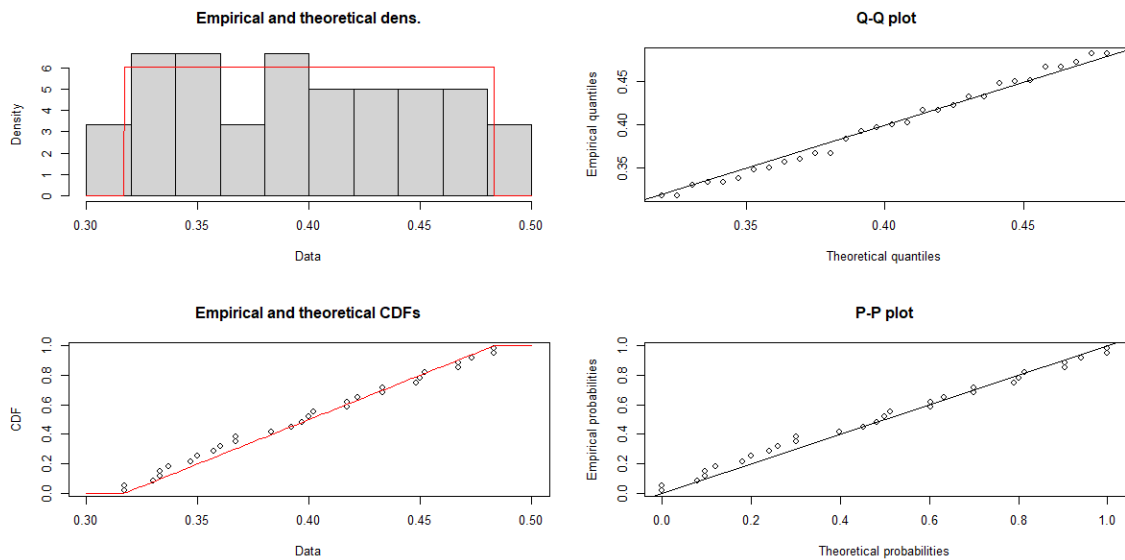 Empirical and theoretical dens.
Density
0 1 2 3 4 5 6
0.30 0.35 0.40 0.45 0.50
Data
Q-Q plot
Empirical quantiles
0.35 0.40 0.45
0.35 0.40 0.45
Theoretical quantiles
Empirical and theoretical CDFs
CDF
0.0 0.2 0.4 0.6 0.8 1.0
0.30 0.35 0.40 0.45 0.50
Data
P-P plot
Empirical probabilities
0.0 0.2 0.4 0.6 0.8 1.0
0.0 0.2 0.4 0.6 0.8 1.0
Theoretical probabilities